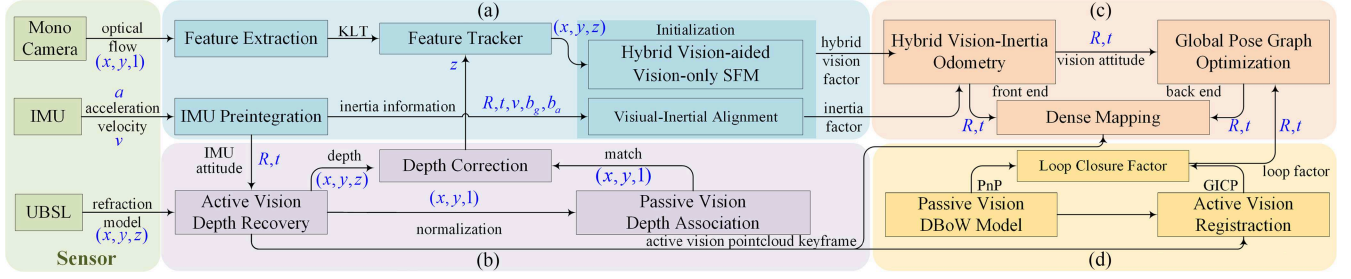 (a)
(c)
Mono
Camera
optical
flow
(x, y, 1)
Feature Extraction
KLT
Feature Tracker
(x, y, z)
Initialization
Hybrid Vision-aided
Vision-only SFM
hybrid
vision
factor
Hybrid Vision-Inertia
Odometry
R,t
vision attitude
Global Pose Graph
Optimization
z
IMU
a
acceleration
velocity
v
IMU Preintegration
inertia information
R,t,v,b_g,b_a
Visiual-Inertial Alignment
inertia
factor
front end
back end
R,t
Dense Mapping
R,t
R,t
IMU
attitude
R,t
depth
(x, y, z)
Depth Correction
match
(x, y, 1)
Loop Closure Factor
loop factor
PnP
GICP
UBSL
refraction
model
(x, y, z)
Active Vision
Depth Recovery
(x, y, 1)
normalization
Passive Vision
Depth Association
Passive Vision
DBoW Model
Active Vision
Registraction
active vision pointcloud keyframe
Sensor
(b)
(d)